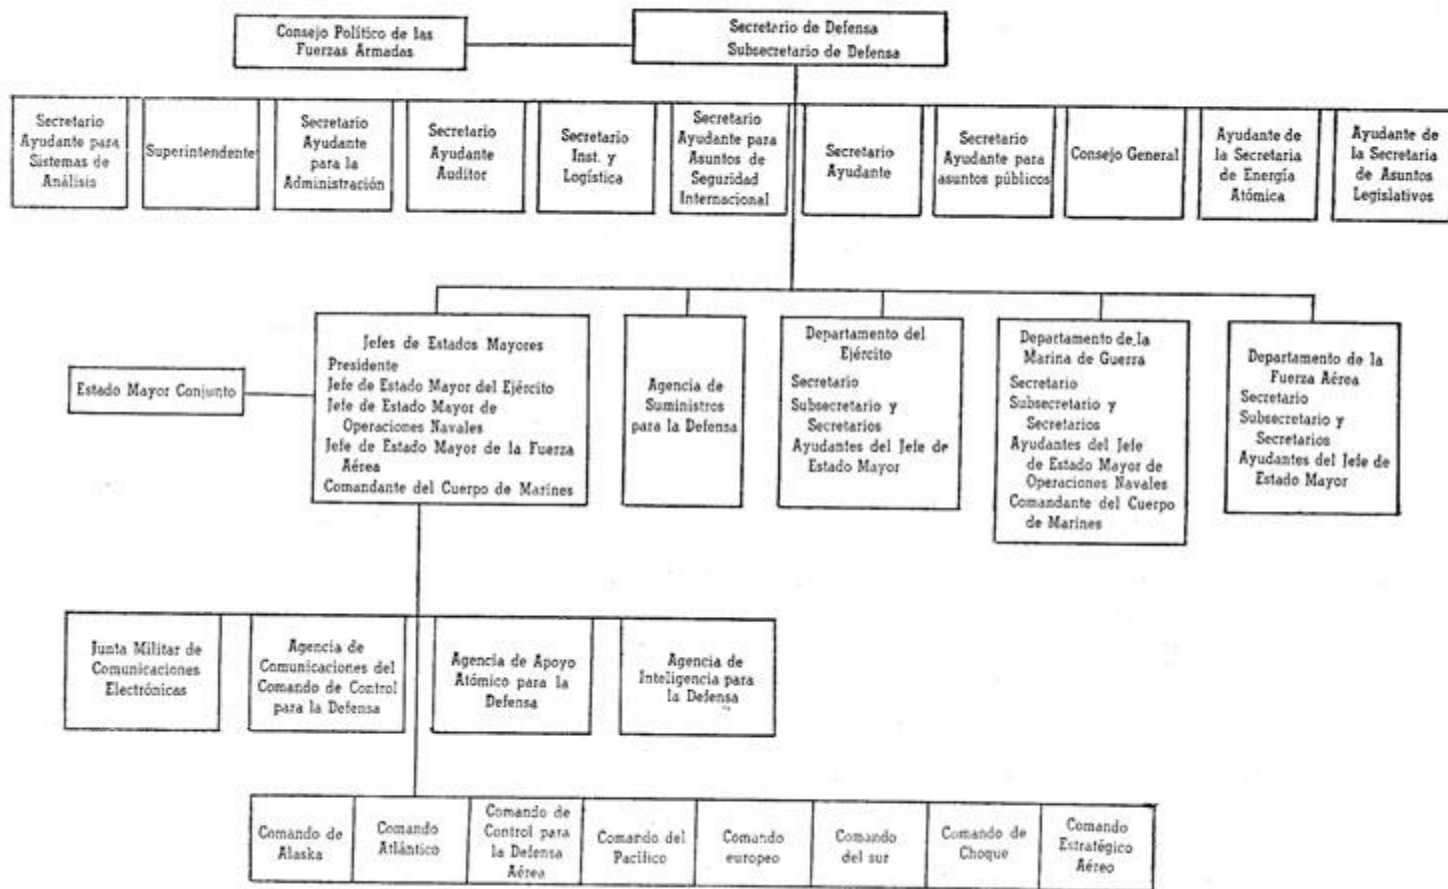 Consejo Político de las
Fuerzas Armadas
Secretario de Defensa
Subsecretario de Defensa
Secretario
Ayudante para
Sistemas de
Análisis
Superintendente
Secretario
Ayudante
para la
Administración
Secretario
Ayudante
Auditor
Secretario
Inst. y
Logística
Secretario
Ayudante para
Asuntos de
Seguridad
Internacional
Secretario
Ayudante
Secretario
Ayudante para
asuntos públicos
Consejo General
Ayudante de
la Secretaria
de Energía
Atómica
Ayudante de
la Secretaria
de Asuntos
Legislativos
Estado Mayor Conjunto
Jefes de Estados Mayores
Presidente
Jefe de Estado Mayor del Ejército
Jefe de Estado Mayor de
Operaciones Navales
Jefe de Estado Mayor de la Fuerza
Aérea
Comandante del Cuerpo de Marines
Agencia de
Suministros
para la Defensa
Departamento del
Ejército
Secretario
Subsecretario y
Secretarios
Ayudantes del Jefe de
Estado Mayor
Departamento de la
Marina de Guerra
Secretario
Subsecretario y
Secretarios
Ayudantes del Jefe
de Estado Mayor de
Operaciones Navales
Comandante del Cuerpo
de Marines
Departamento de la
Fuerza Aérea
Secretario
Subsecretario y
Secretarios
Ayudantes del Jefe de
Estado Mayor
Junta Militar de
Comunicaciones
Electrónicas
Agencia de
Comunicaciones del
Comando de Control
para la Defensa
Agencia de Apoyo
Atómico para la
Defensa
Agencia de
Inteligencia para
la Defensa
Comando de
Alaska
Comando
Atlántico
Comando de
Control para
la Defensa
Aérea
Comando del
Pacífico
Comando
europeo
Comando
del sur
Comando de
Choque
Comando
Estratégico
Aéreo